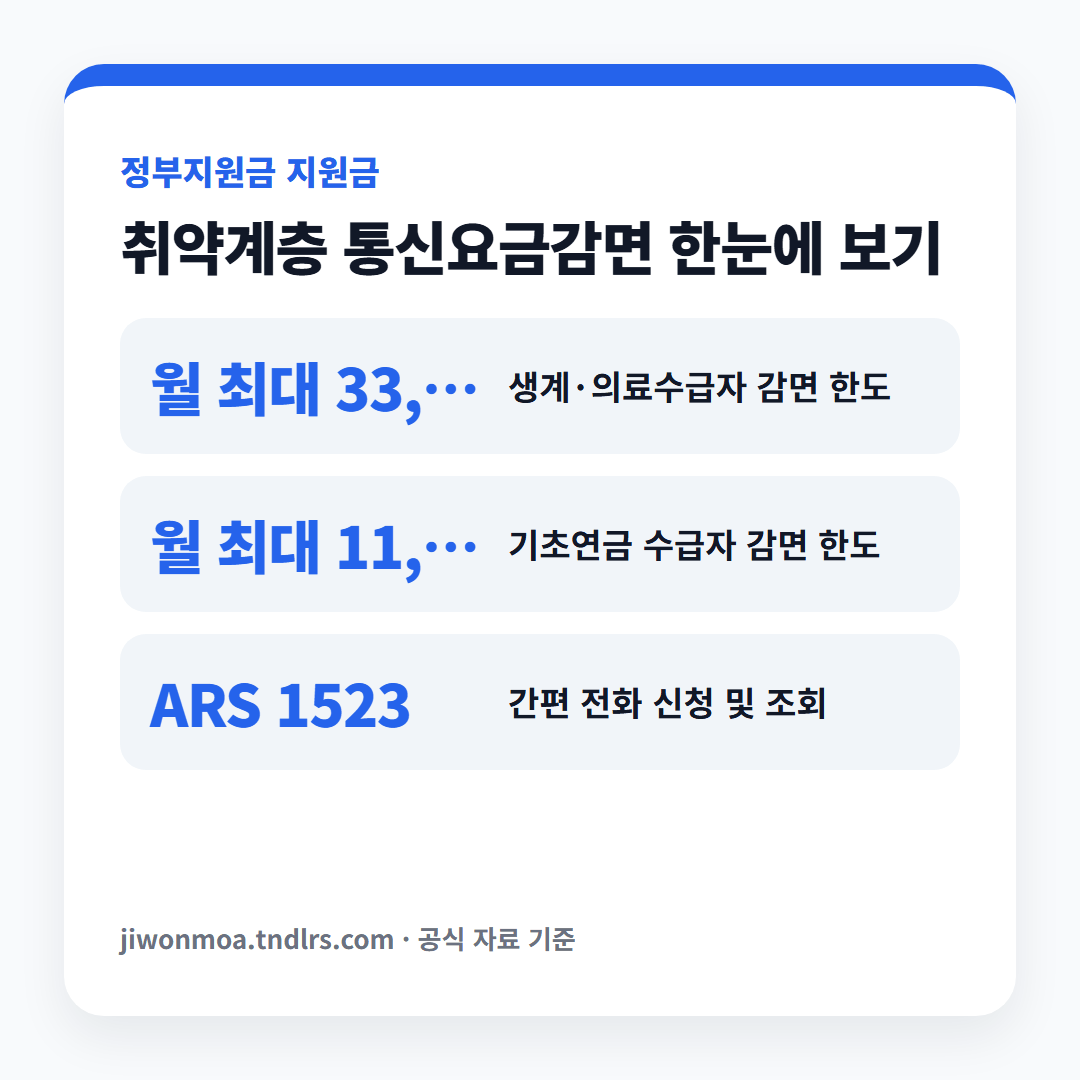 정부지원금 지원금
취약계층 통신요금감면 한눈에 보기
월 최대 33,… 생계·의료수급자 감면 한도
월 최대 11,… 기초연금 수급자 감면 한도
ARS 1523 간편 전화 신청 및 조회
jiwonmoa.tndlrs.com · 공식 자료 기준